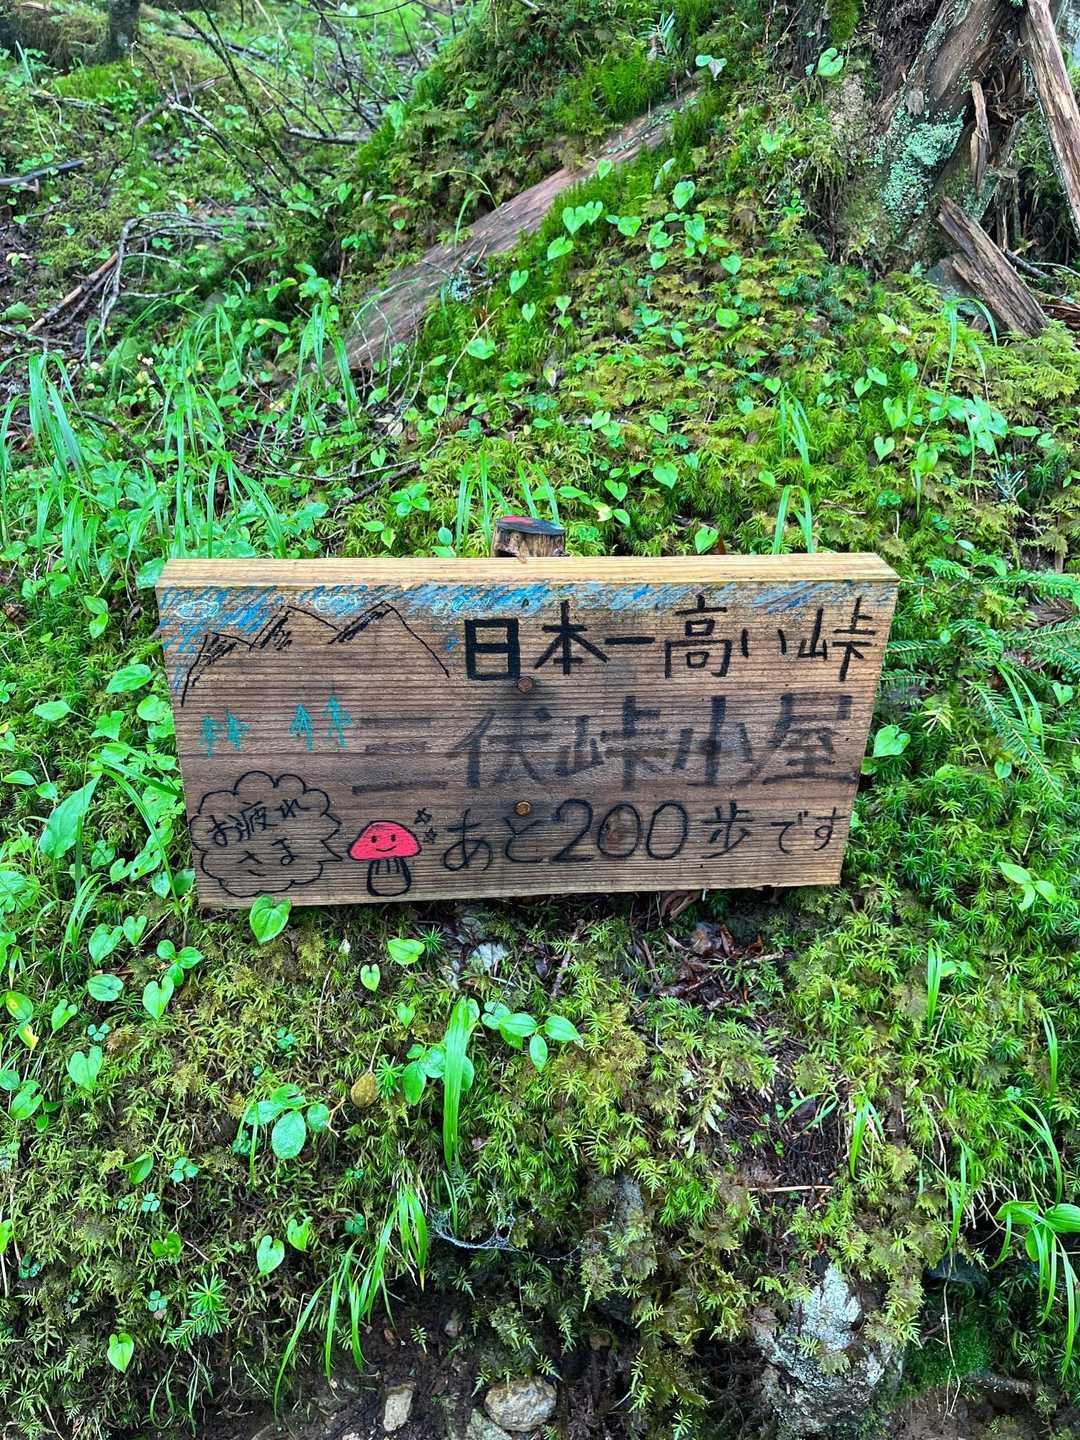 日本一高い峠
三伏峠小屋
あと200歩です
お疲れ
さま